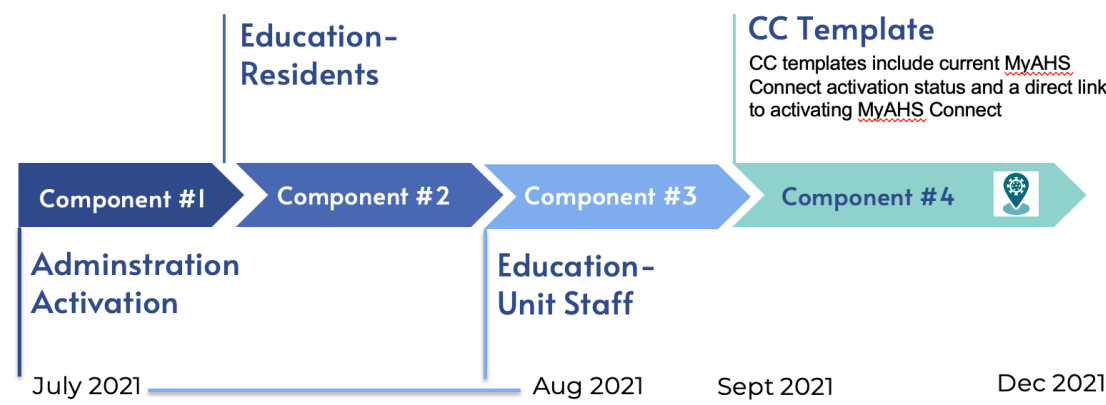 Education-
Residents
CC Template
CC templates include current MyAHS
Connect activation status and a direct link
to activating MyAHS Connect
Component #1
Component #2
Component #3
Component #4
Adminstration
Activation
Education-
Unit Staff
July 2021
Aug 2021
Sept 2021
Dec 2021